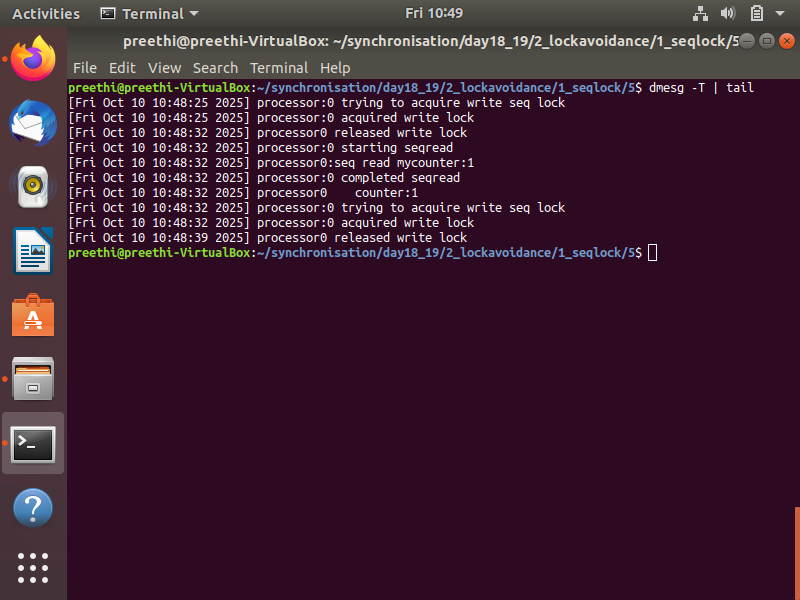 Activities Terminal Fri 10:49
preethi@preethi-VirtualBox: ~/synchronisation/day18_19/2_lockavoidance/1_seqlock/5
File Edit View Search Terminal Help
preethi@preethi-VirtualBox:~/synchronisation/day18_19/2_lockavoidance/1_seqlock/5$ dmesg -T | tail
[Fri Oct 10 10:48:25 2025] processor:0 trying to acquire write seq lock
[Fri Oct 10 10:48:25 2025] processor:0 acquired write lock
[Fri Oct 10 10:48:32 2025] processor0 released write lock
[Fri Oct 10 10:48:32 2025] processor:0 starting seqread
[Fri Oct 10 10:48:32 2025] processor0:seq read mycounter:1
[Fri Oct 10 10:48:32 2025] processor:0 completed seqread
[Fri Oct 10 10:48:32 2025] processor0    counter:1
[Fri Oct 10 10:48:32 2025] processor:0 trying to acquire write seq lock
[Fri Oct 10 10:48:32 2025] processor:0 acquired write lock
[Fri Oct 10 10:48:39 2025] processor0 released write lock
preethi@preethi-VirtualBox:~/synchronisation/day18_19/2_lockavoidance/1_seqlock/5$